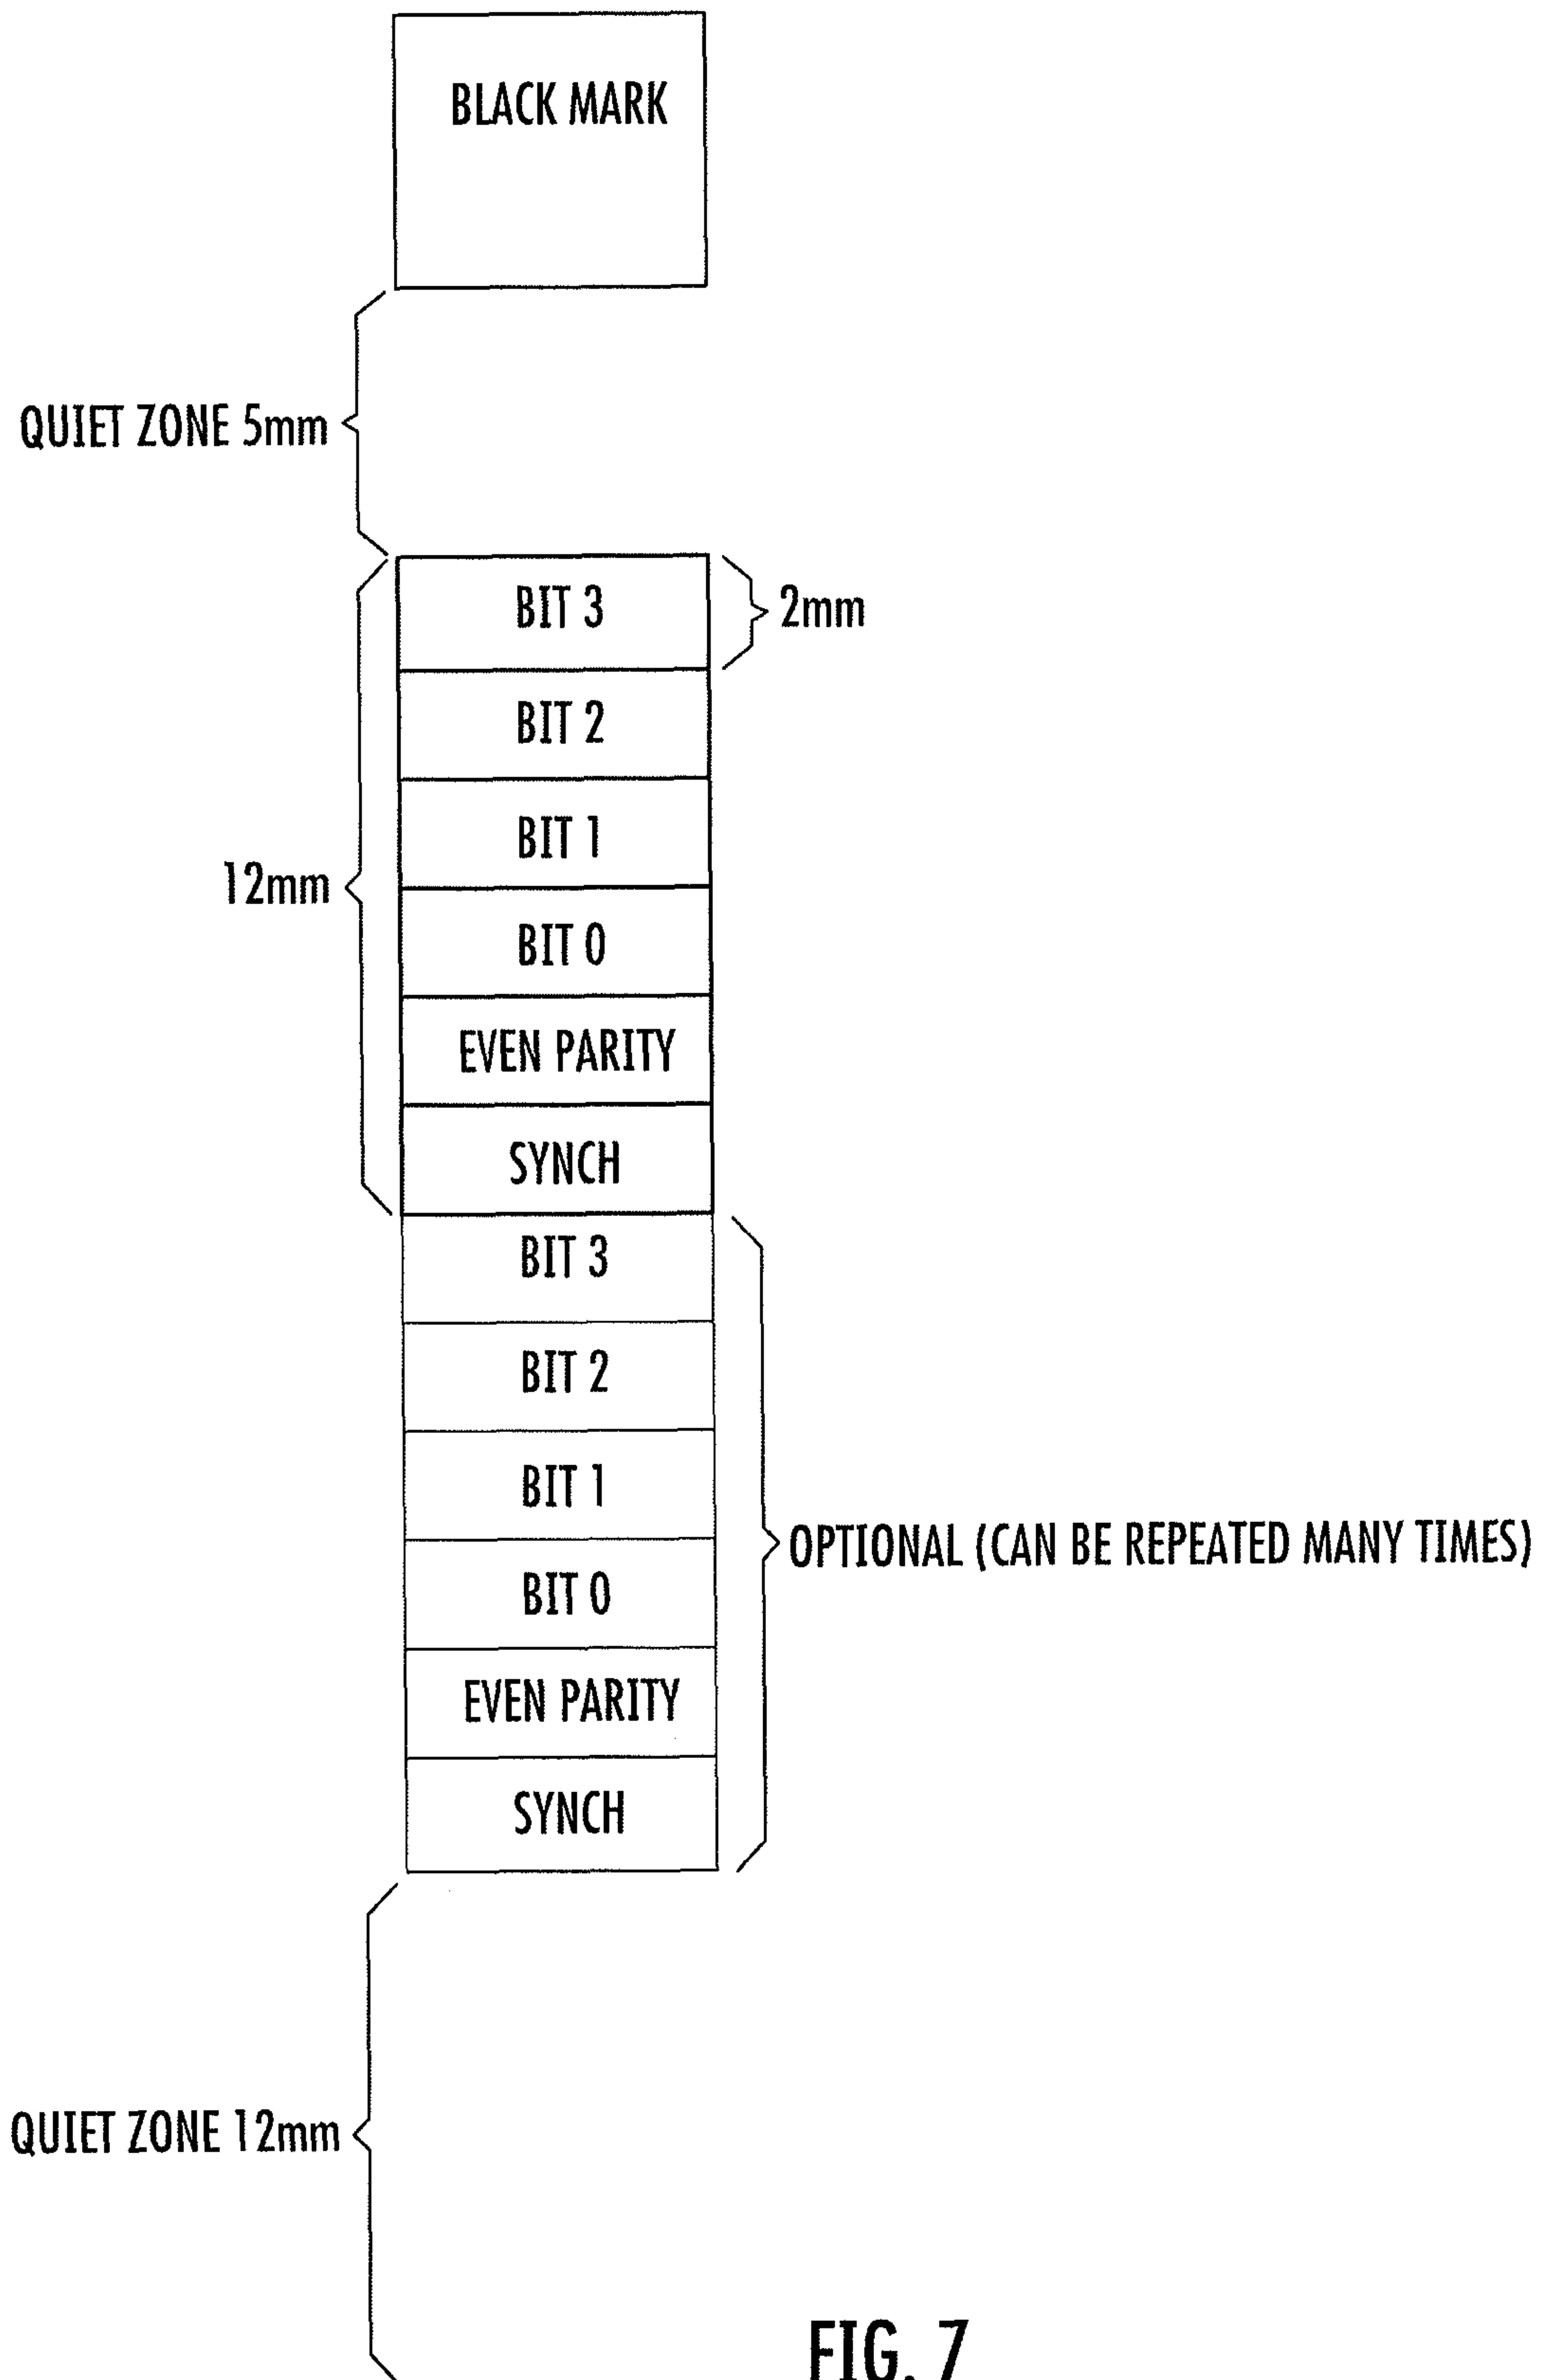 BLACK MARK
QUIET ZONE 5mm
BIT 3
2mm
BIT 2
BIT 1
12mm
BIT 0
EVEN PARITY
SYNCH
BIT 3
BIT 2
BIT 1
OPTIONAL (CAN BE REPEATED MANY TIMES)
BIT 0
EVEN PARITY
SYNCH
QUIET ZONE 12mm
FIG. 7